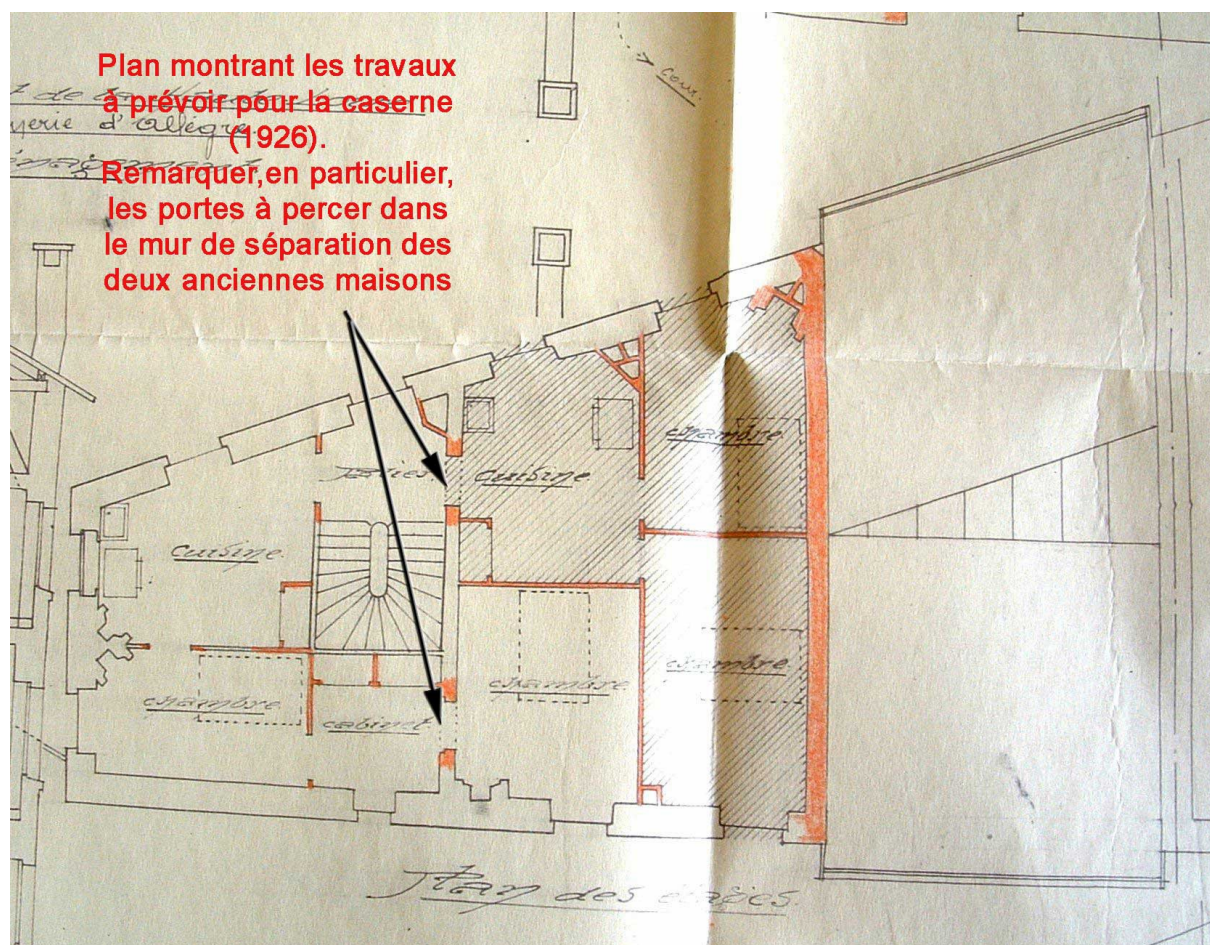 Plan montrant les travaux
à prévoir pour la caserne
(1926).
Remarquer,en particulier,
les portes à percer dans
le mur de séparation des
deux anciennes maisons
cour.
d'Allègre.
cuisine
chambre
cuisine.
chambre
chambre
chambre
cabinet
Plan des étages.